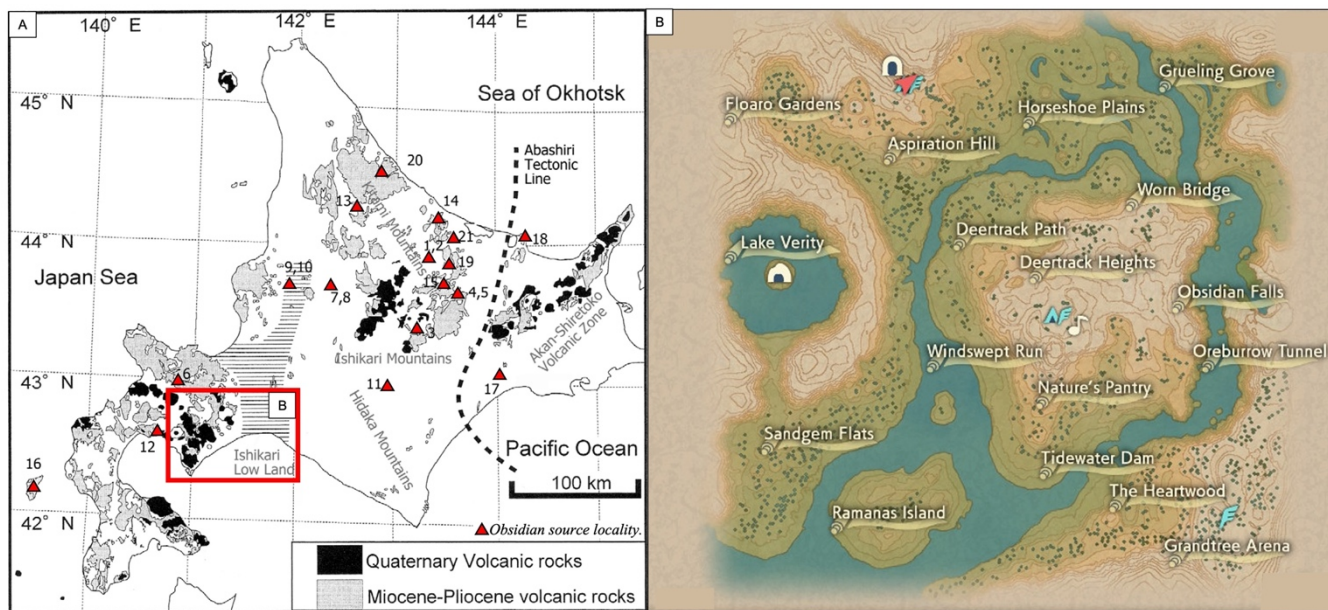 A
140° E
142° E
144° E
45° N
Sea of Okhotsk
Abashiri
Tectonic
Line
20
13
14
Kitami Mountains
21
18
44° N
1,2
19
Japan Sea
9,10
7,8
15
4,5
3
Akan-Shiretoko
Volcanic Zone
Ishikari Mountains
43° N
6
11
17
B
Hidaka Mountains
12
Ishikari
Low Land
Pacific Ocean
16
100 km
42° N
Obsidian source locality.
Quaternary Volcanic rocks
Miocene-Pliocene volcanic rocks
B
Grueling Grove
Floaro Gardens
Horseshoe Plains
Aspiration Hill
Worn Bridge
Deertrack Path
Lake Verity
Deertrack Heights
Obsidian Falls
Windswept Run
Oreburrow Tunnel
Nature's Pantry
Sandgem Flats
Tidewater Dam
The Heartwood
Ramanas Island
Grandtree Arena